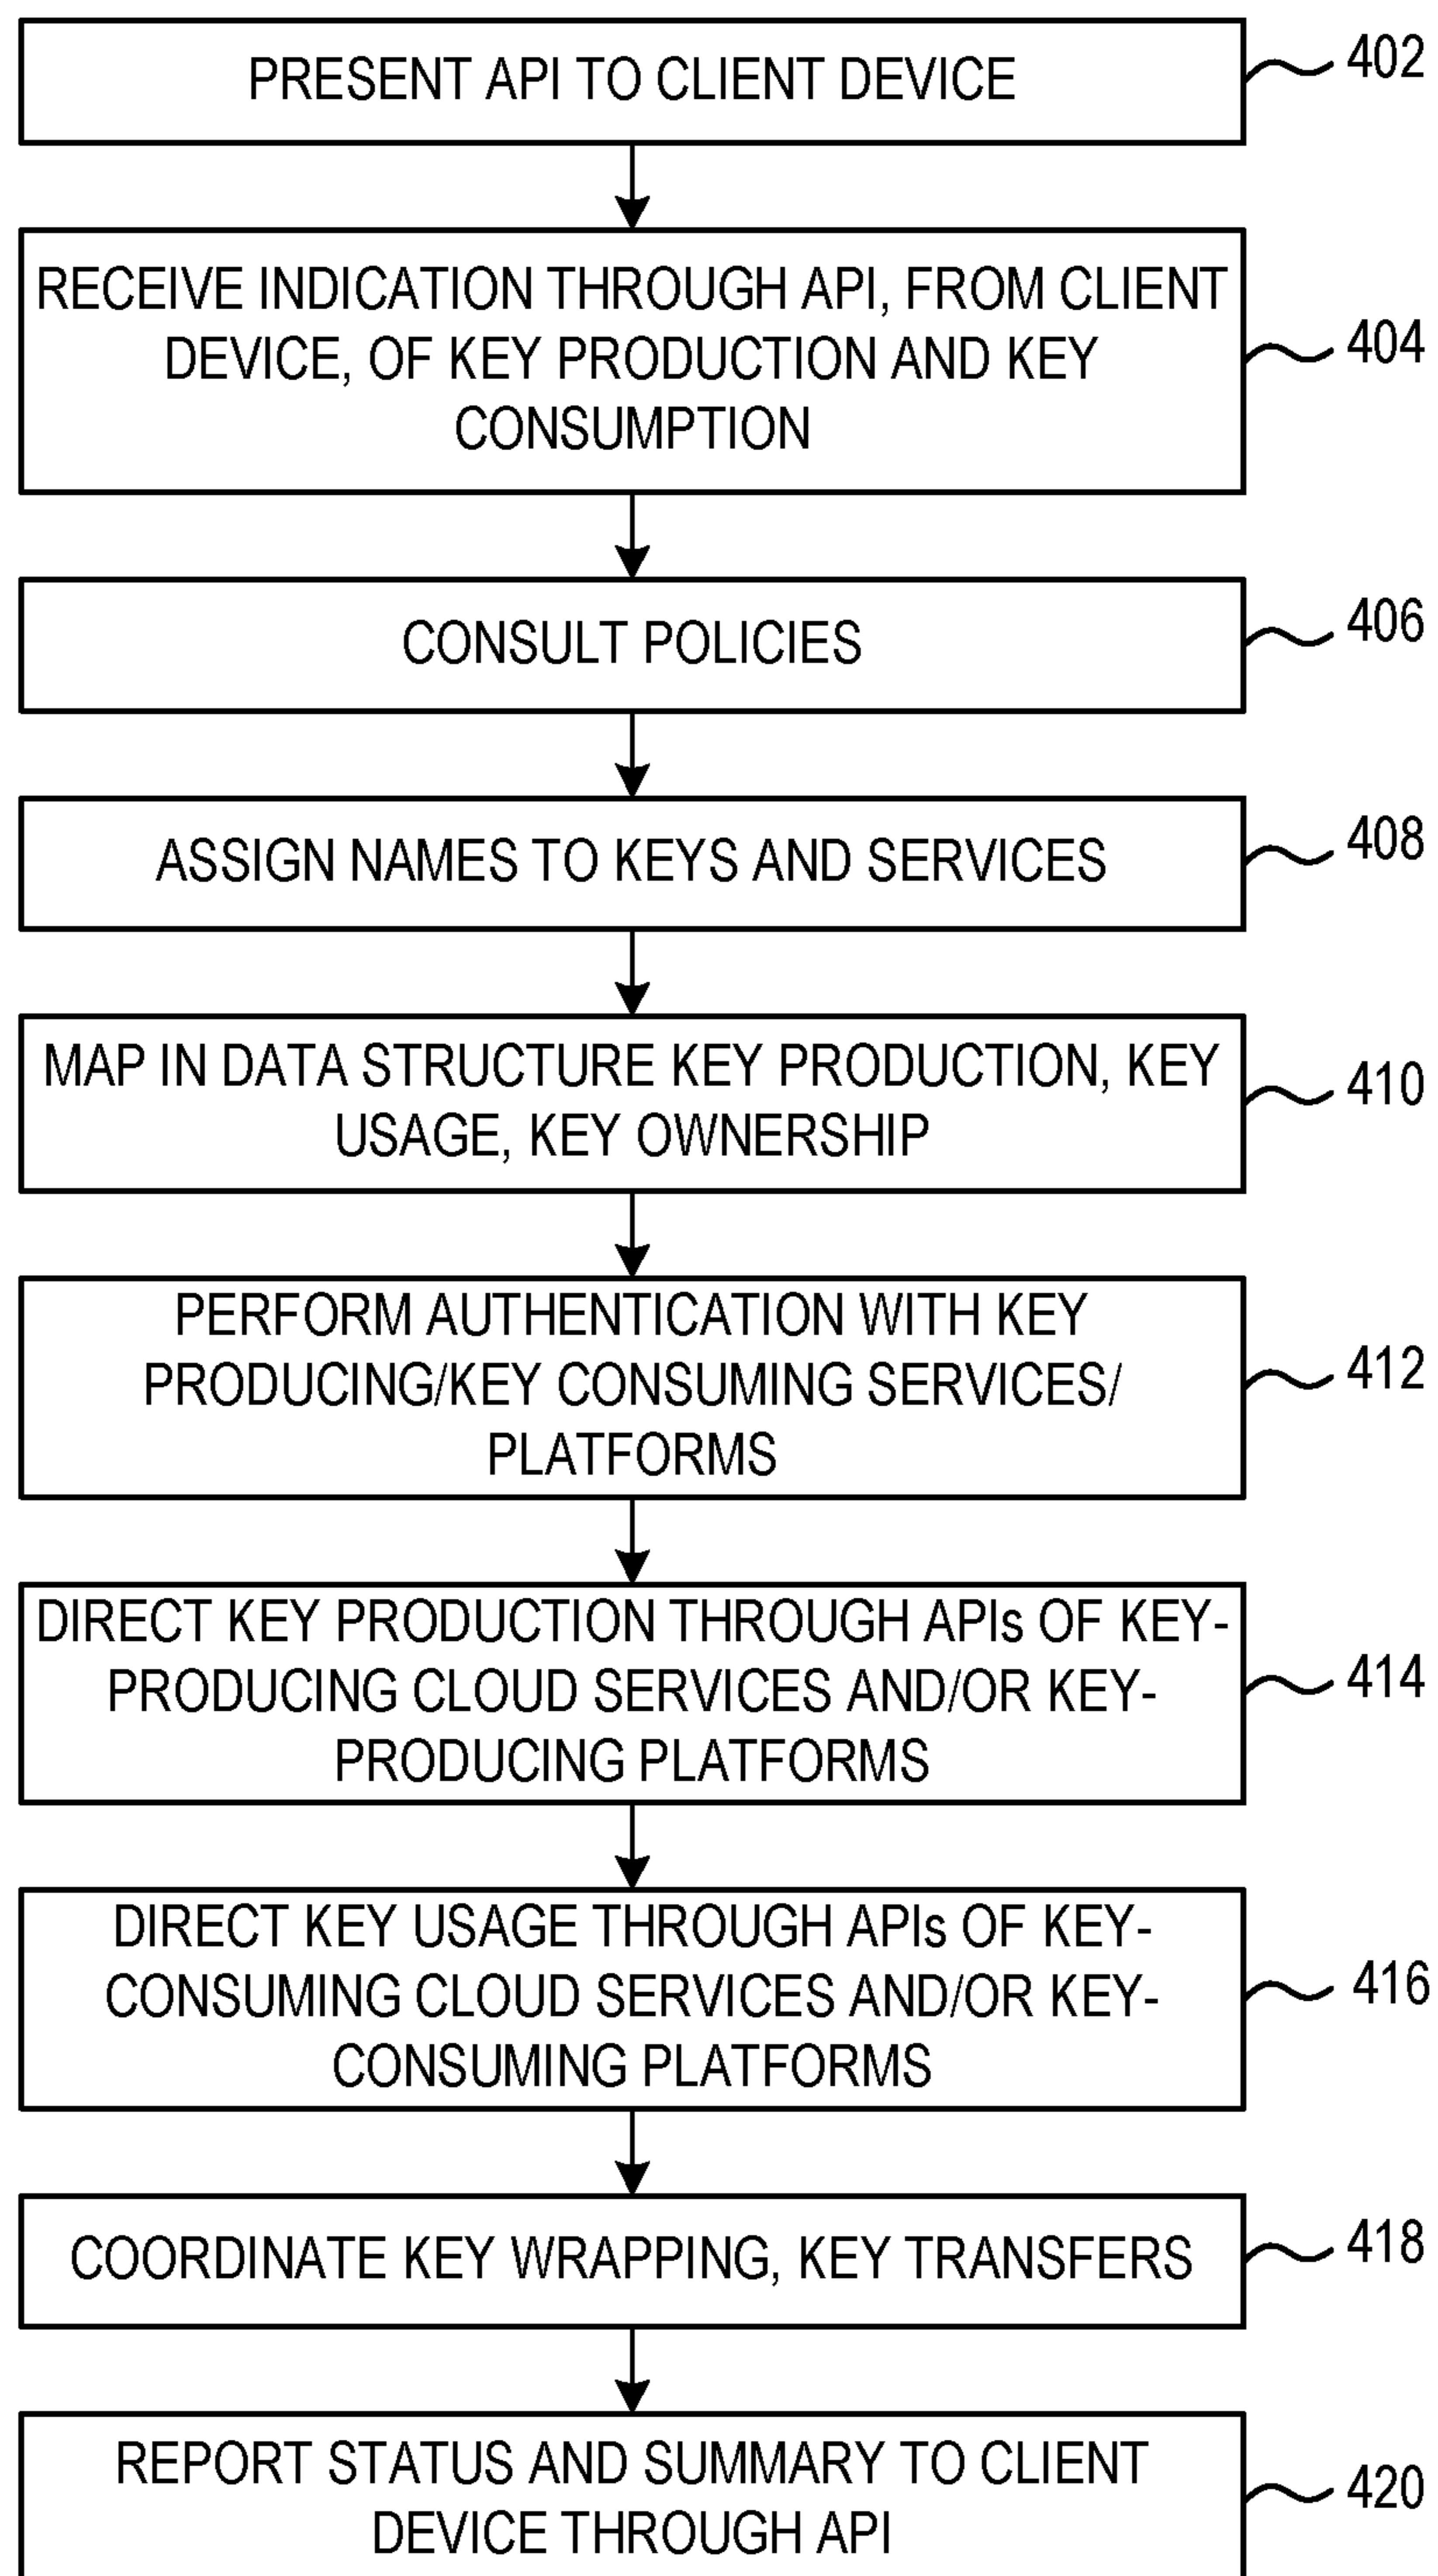 PRESENT API TO CLIENT DEVICE
402
RECEIVE INDICATION THROUGH API, FROM CLIENT
DEVICE, OF KEY PRODUCTION AND KEY
CONSUMPTION
404
CONSULT POLICIES
406
ASSIGN NAMES TO KEYS AND SERVICES
408
MAP IN DATA STRUCTURE KEY PRODUCTION, KEY
USAGE, KEY OWNERSHIP
410
PERFORM AUTHENTICATION WITH KEY
PRODUCING/KEY CONSUMING SERVICES/
PLATFORMS
412
DIRECT KEY PRODUCTION THROUGH APIs OF KEY-
PRODUCING CLOUD SERVICES AND/OR KEY-
PRODUCING PLATFORMS
414
DIRECT KEY USAGE THROUGH APIs OF KEY-
CONSUMING CLOUD SERVICES AND/OR KEY-
CONSUMING PLATFORMS
416
COORDINATE KEY WRAPPING, KEY TRANSFERS
418
REPORT STATUS AND SUMMARY TO CLIENT
DEVICE THROUGH API
420